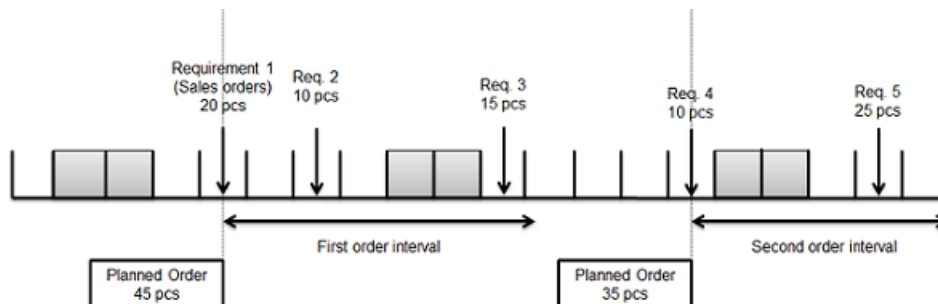 Requirement 1
(Sales orders)
20 pcs
Req. 2
10 pcs
Req. 3
15 pcs
Req. 4
10 pcs
Req. 5
25 pcs
First order interval
Second order interval
Planned Order
45 pcs
Planned Order
35 pcs